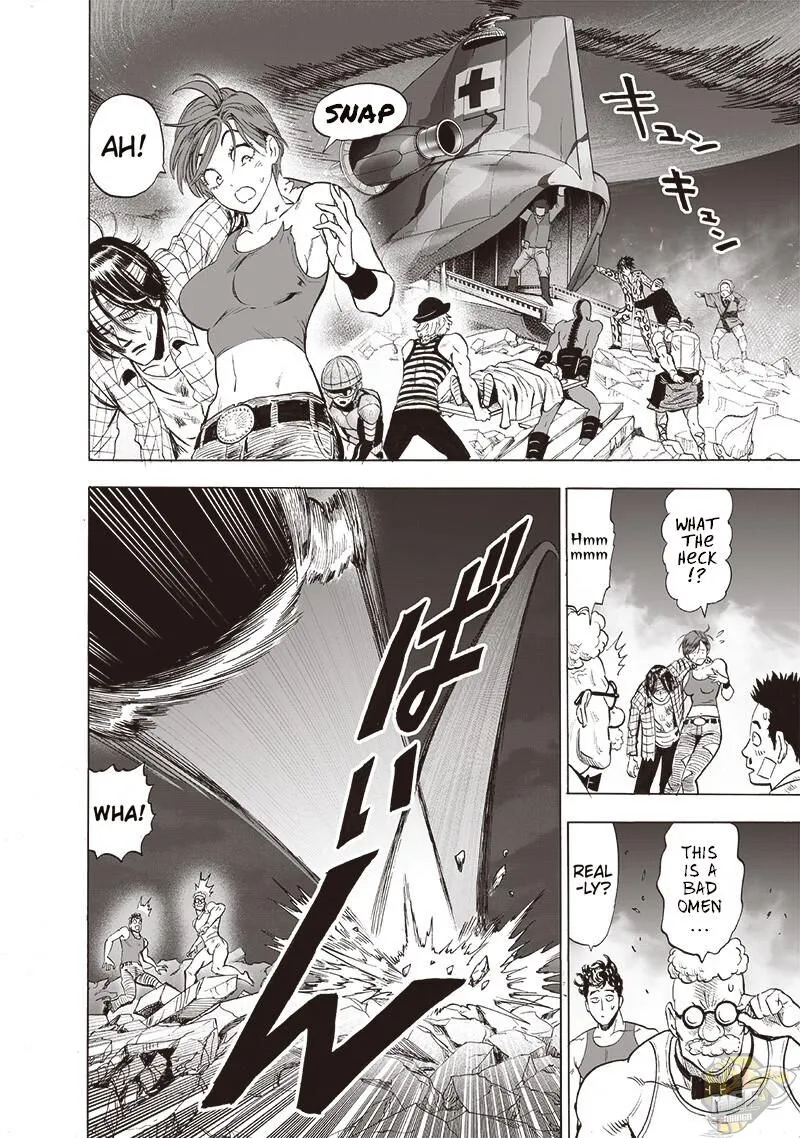 キュン
キュン
SNAP
AH!
WHAT
THE
HECK
!?
Hmm
mmm
THIS
IS A
BAD
OMEN
...
REAL
-LY?
ばいん
WHA!
MANGA